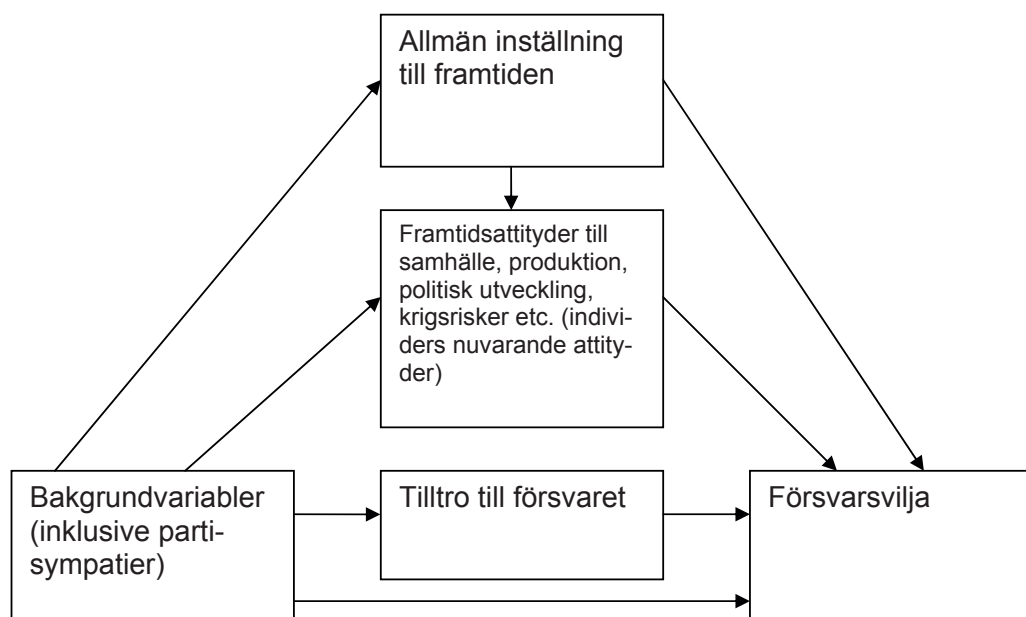 Allmän inställning
till framtiden
Framtidsattityder till
samhälle, produktion,
politisk utveckling,
krigsrisker etc. (indivi-
ders nuvarande attity-
der)
Bakgrundvariabler
(inklusive parti-
sympatier)
Tilltro till försvaret
Försvarsvilja